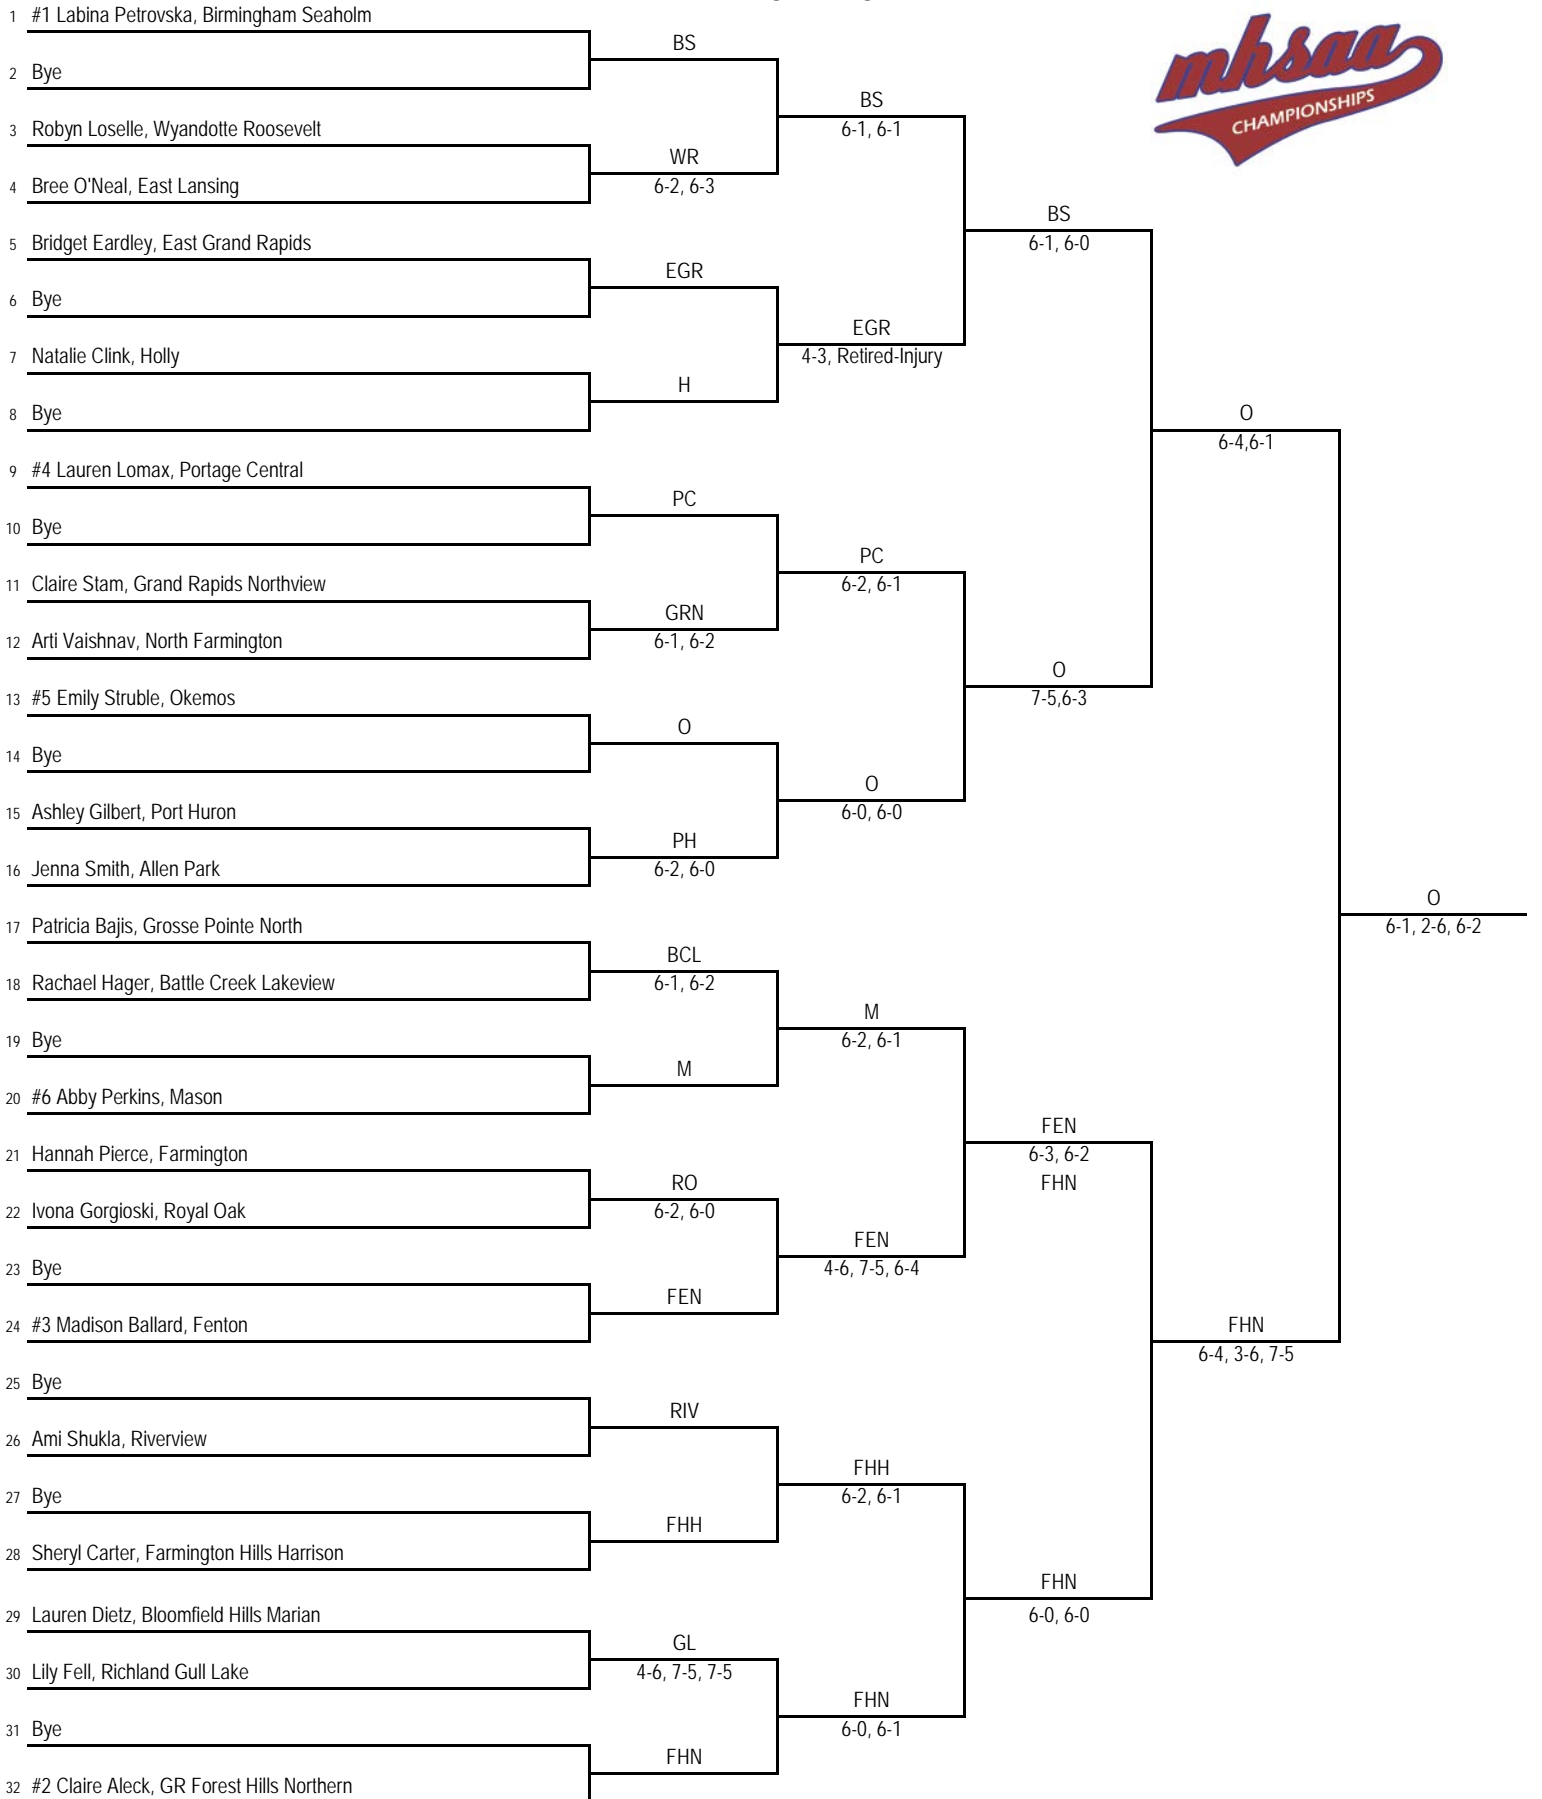 1 #1 Labina Petrovska, Birmingham Seaholm
BS
2 Bye
BS
6-1, 6-1
3 Robyn Loselle, Wyandotte Roosevelt
WR
6-2, 6-3
4 Bree O'Neal, East Lansing
BS
6-1, 6-0
5 Bridget Eardley, East Grand Rapids
EGR
6 Bye
EGR
4-3, Retired-Injury
7 Natalie Clink, Holly
H
8 Bye
O
6-4,6-1
9 #4 Lauren Lomax, Portage Central
PC
10 Bye
PC
6-2, 6-1
11 Claire Stam, Grand Rapids Northview
GRN
6-1, 6-2
12 Arti Vaishnav, North Farmington
O
7-5,6-3
13 #5 Emily Struble, Okemos
O
14 Bye
O
6-0, 6-0
15 Ashley Gilbert, Port Huron
PH
6-2, 6-0
16 Jenna Smith, Allen Park
O
6-1, 2-6, 6-2
17 Patricia Bajis, Grosse Pointe North
BCL
6-1, 6-2
18 Rachael Hager, Battle Creek Lakeview
M
6-2, 6-1
19 Bye
M
20 #6 Abby Perkins, Mason
FEN
6-3, 6-2
FHN
21 Hannah Pierce, Farmington
RO
6-2, 6-0
22 Ivona Gorgioski, Royal Oak
FEN
4-6, 7-5, 6-4
23 Bye
FEN
24 #3 Madison Ballard, Fenton
FHN
6-4, 3-6, 7-5
25 Bye
RIV
26 Ami Shukla, Riverview
FHH
6-2, 6-1
27 Bye
FHH
28 Sheryl Carter, Farmington Hills Harrison
FHN
6-0, 6-0
29 Lauren Dietz, Bloomfield Hills Marian
GL
4-6, 7-5, 7-5
30 Lily Fell, Richland Gull Lake
FHN
6-0, 6-1
31 Bye
FHN
32 #2 Claire Aleck, GR Forest Hills Northern
mhsaa
CHAMPIONSHIPS